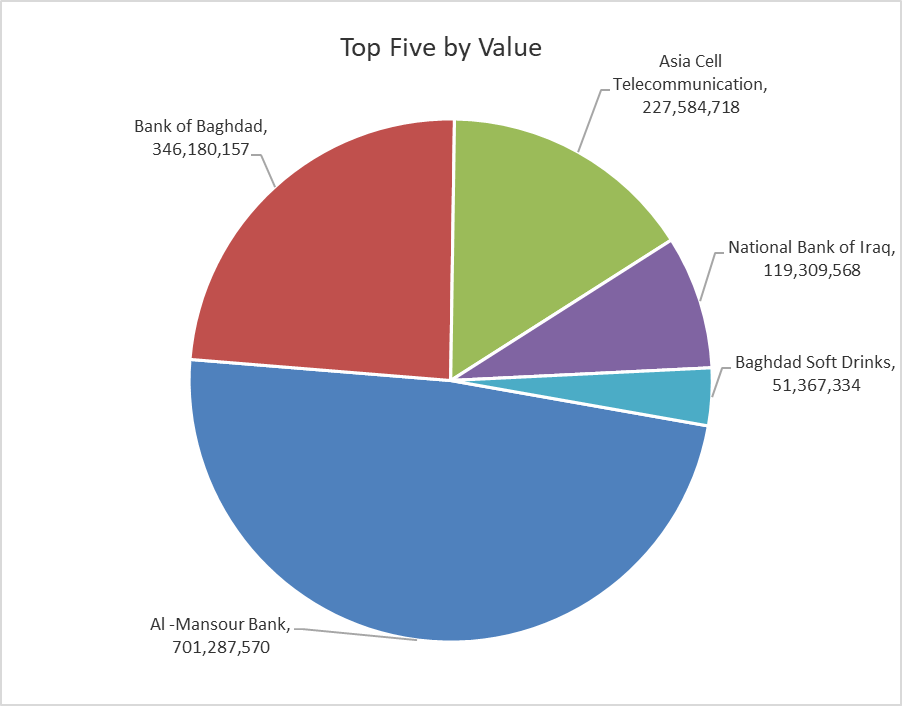 Top Five by Value
Asia Cell
Telecommunication,
227,584,718
Bank of Baghdad,
346,180,157
National Bank of Iraq,
119,309,568
Baghdad Soft Drinks,
51,367,334
Al -Mansour Bank,
701,287,570